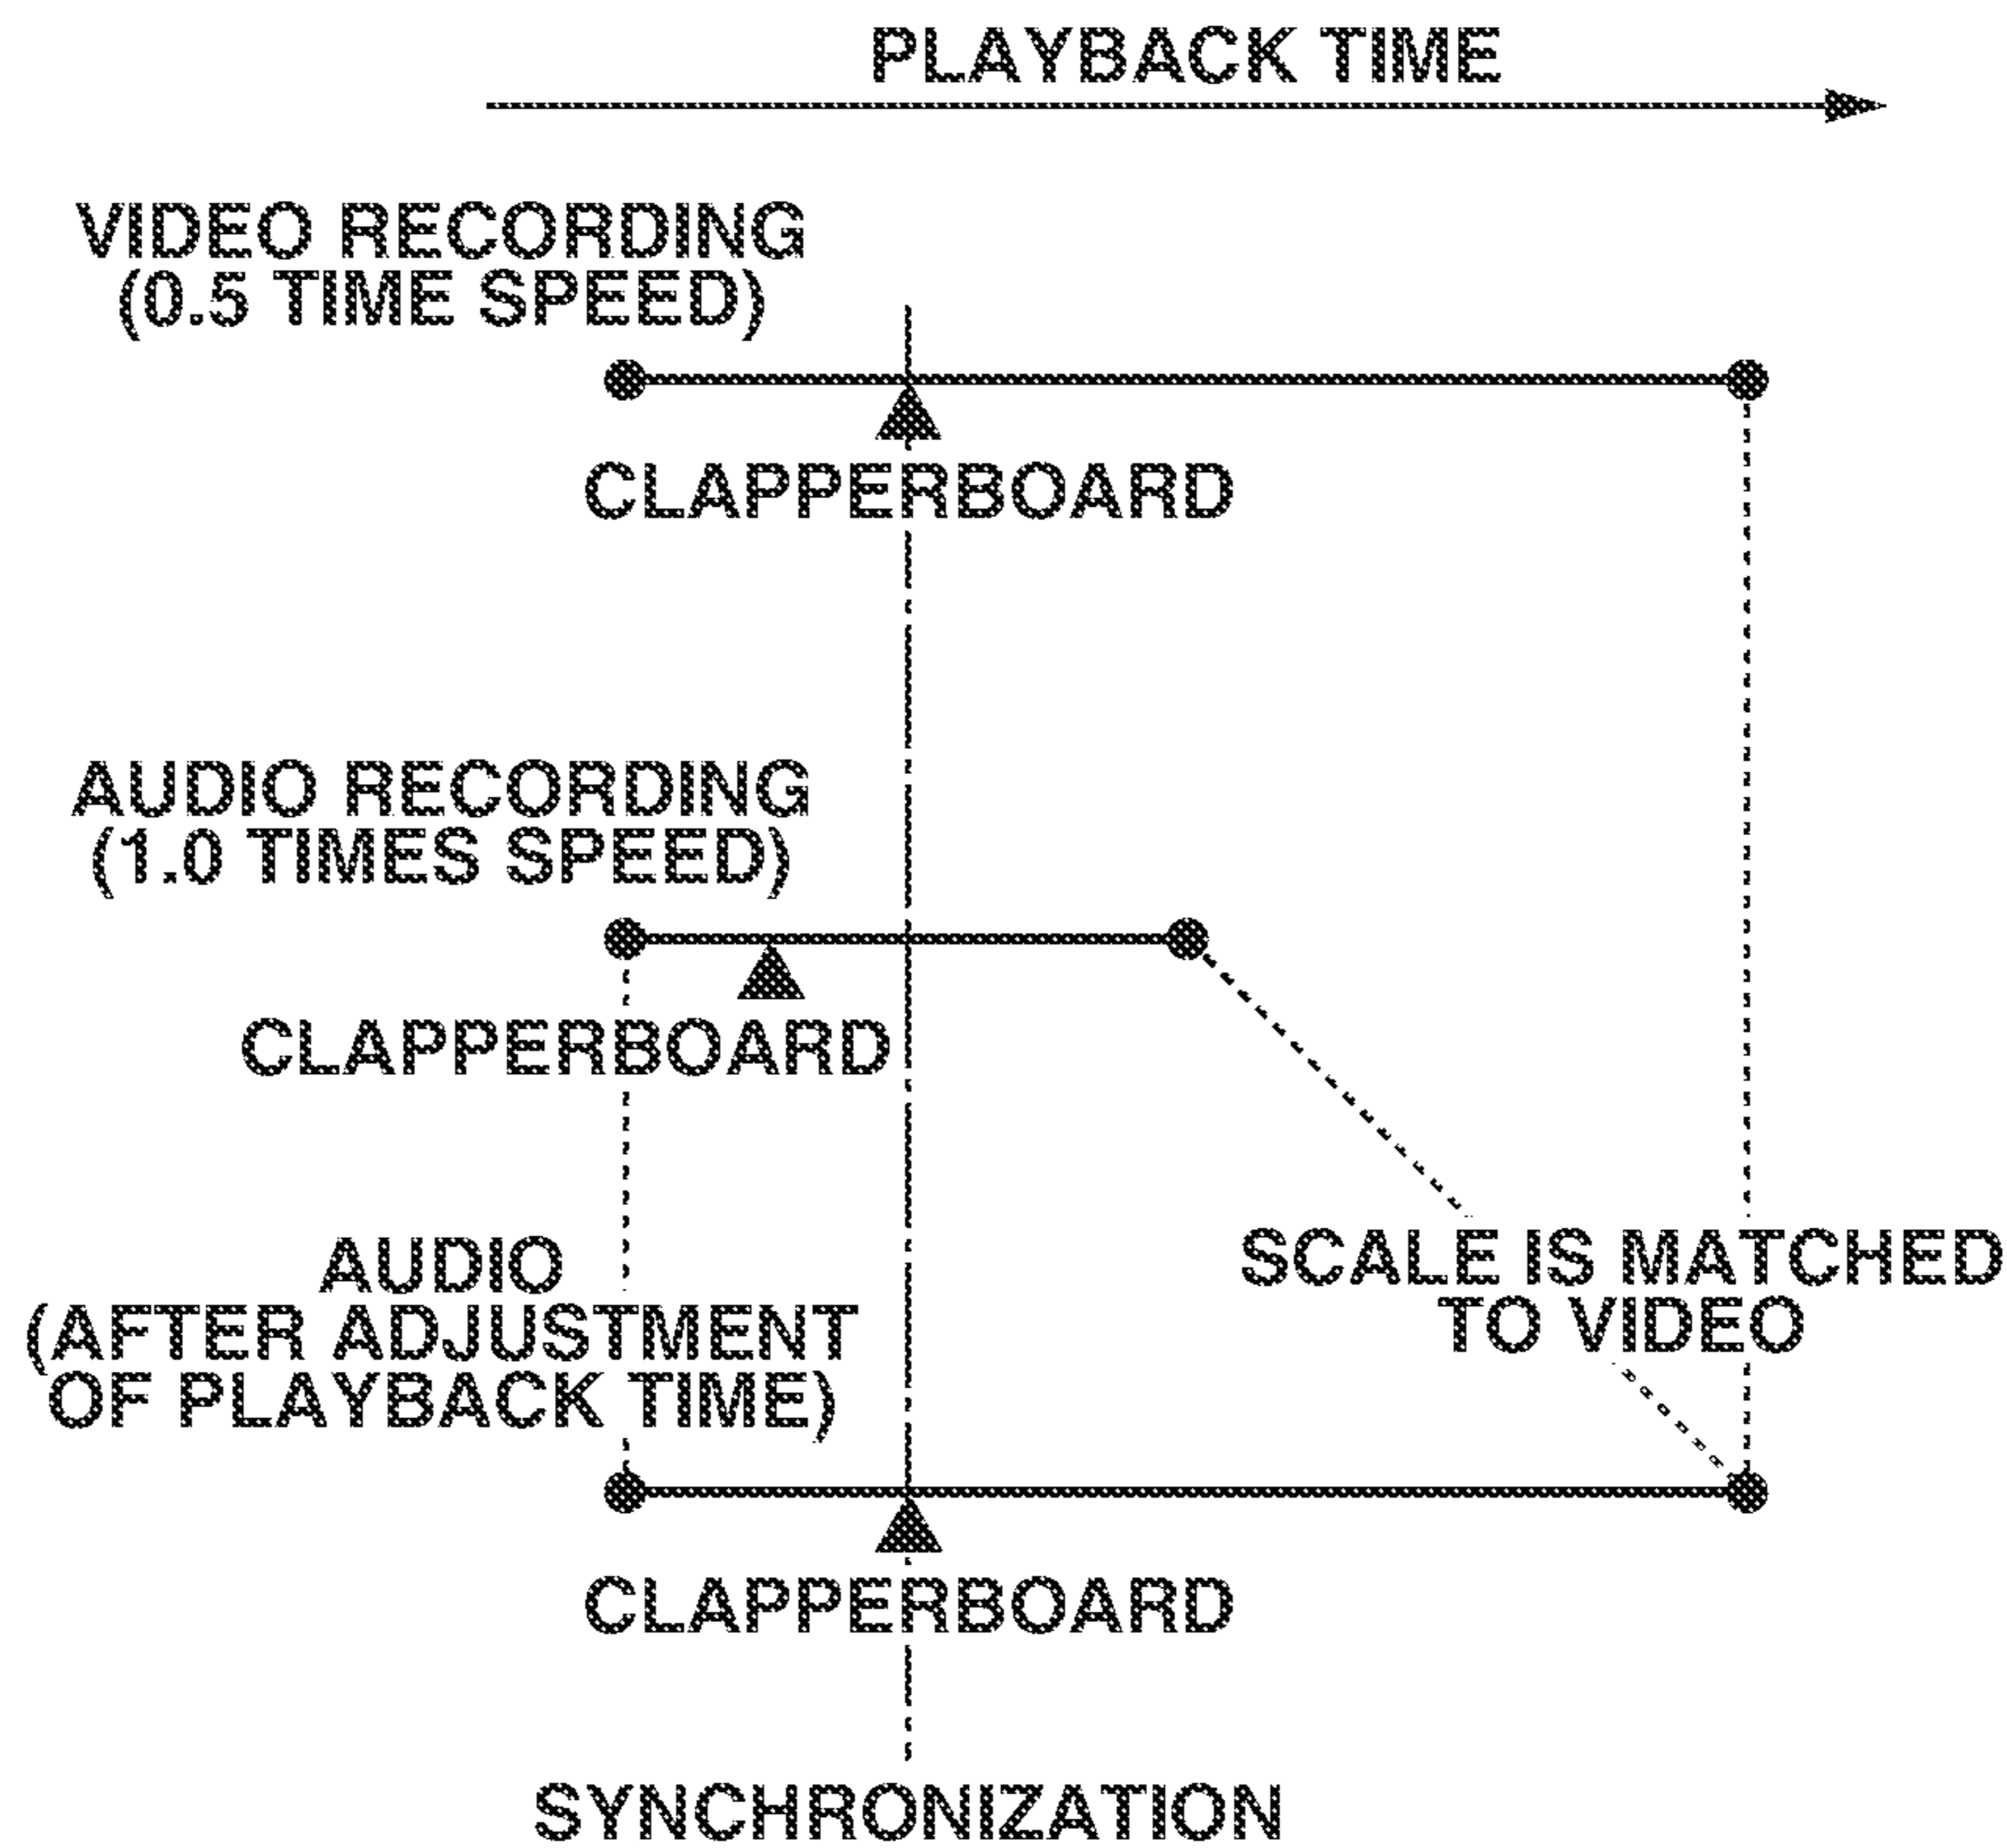 PLAYBACK TIME
VIDEO RECORDING
(0.5 TIME SPEED)
CLAPPERBOARD
AUDIO RECORDING
(1.0 TIMES SPEED)
CLAPPERBOARD
AUDIO
(AFTER ADJUSTMENT
OF PLAYBACK TIME)
SCALE IS MATCHED
TO VIDEO
CLAPPERBOARD
SYNCHRONIZATION